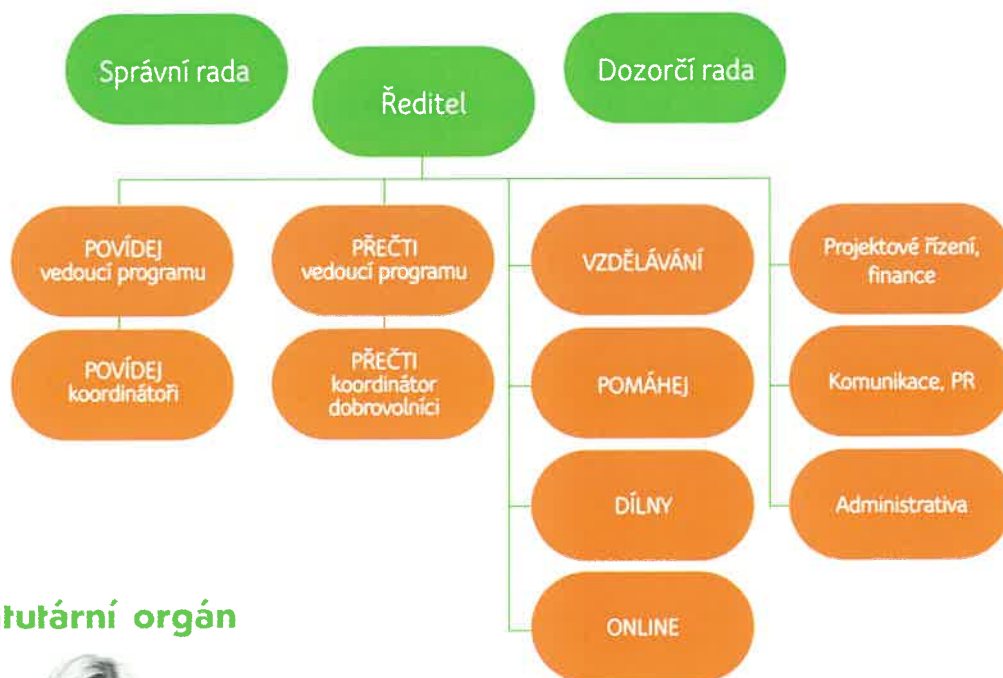 Správní rada
Ředitel
Dozorčí rada
POVÍDEJ
vedoucí programu
PŘEČTI
vedoucí programu
VZDĚLÁVÁNÍ
Projektové řízení,
finance
POVÍDEJ
koordinátoři
PŘEČTI
koordinátor
dobrovolníci
POMÁHEJ
Komunikace, PR
DÍLNY
Administrativa
ONLINE
orgán